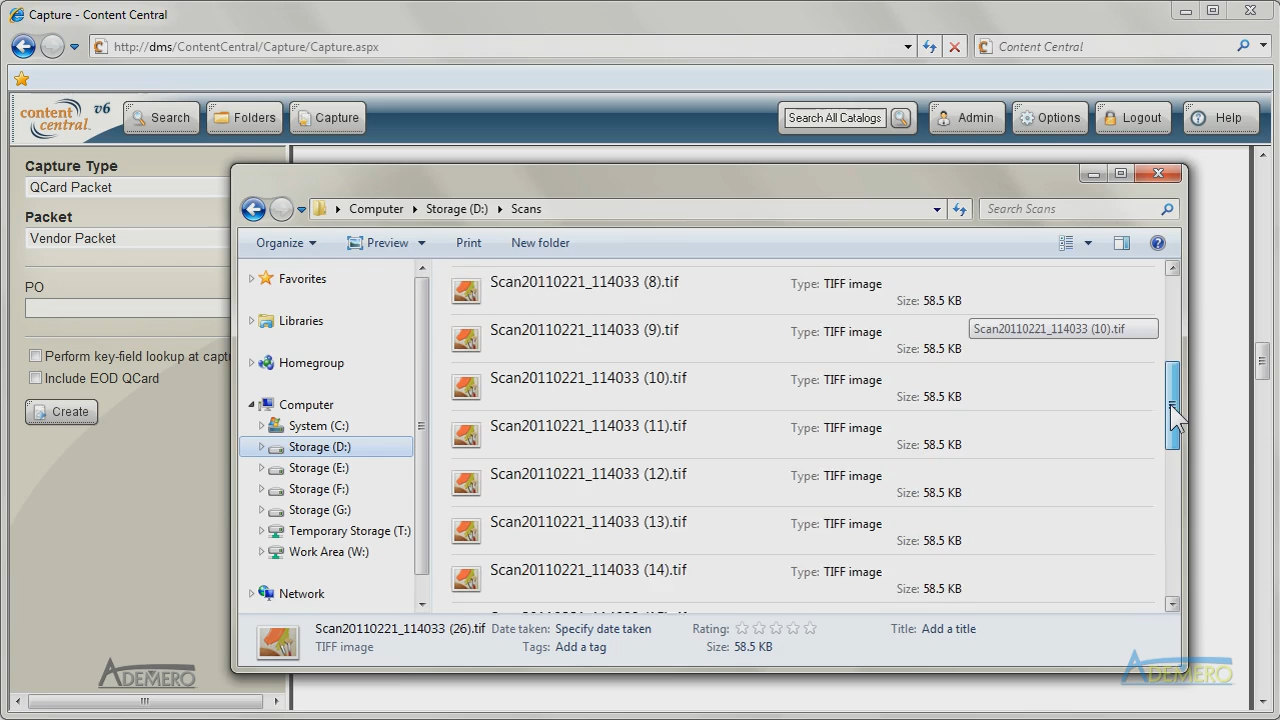 Capture - Content Central
http://dms/ContentCentral/Capture/Capture.aspx
Content Central
content central v6
Search
Folders
Capture
Search All Catalogs
Admin
Options
Logout
Help
Capture Type
QCard Packet
Packet
Vendor Packet
PO
Perform key-field lookup at captu
Include EOD QCard
Create
ADEMERO
Computer
Storage (D:)
Scans
Search Scans
Organize
Preview
Print
New folder
Favorites
Libraries
Homegroup
Computer
System (C:)
Storage (D:)
Storage (E:)
Storage (F:)
Storage (G:)
Temporary Storage (T:)
Work Area (W:)
Network
Scan20110221_114033 (8).tif
Type: TIFF image
Size: 58.5 KB
Scan20110221_114033 (9).tif
Type: TIFF image
Size: 58.5 KB
Scan20110221_114033 (10).tif
Scan20110221_114033 (10).tif
Type: TIFF image
Size: 58.5 KB
Scan20110221_114033 (11).tif
Type: TIFF image
Size: 58.5 KB
Scan20110221_114033 (12).tif
Type: TIFF image
Size: 58.5 KB
Scan20110221_114033 (13).tif
Type: TIFF image
Size: 58.5 KB
Scan20110221_114033 (14).tif
Type: TIFF image
Size: 58.5 KB
Scan20110221_114033 (26).tif
TIFF image
Date taken: Specify date taken
Tags: Add a tag
Rating:
Size: 58.5 KB
Title: Add a title
ADEMERO